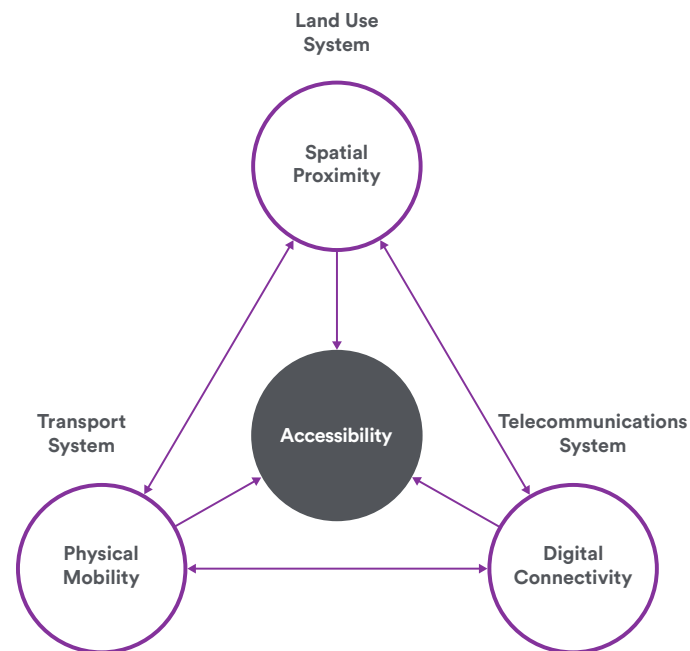 Land Use
System
Spatial
Proximity
Transport
System
Accessibility
Telecommunications
System
Physical
Mobility
Digital
Connectivity